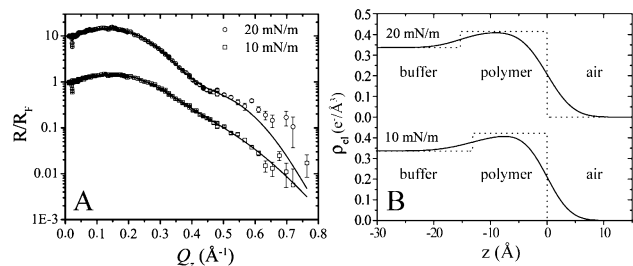 20 mN/m
10 mN/m
10
1
0.1
0.01
1E-3
R/R_F
A
0.0 0.1 0.2 0.3 0.4 0.5 0.6 0.7 0.8
Q_z (Å⁻¹)
20 mN/m
buffer polymer air
0.4
0.3
0.2
0.1
0.0
10 mN/m
buffer polymer air
0.4
0.3
0.2
0.1
0.0
ρ_el (e⁻/Å³)
B
-30 -20 -10 0 10
z (Å)